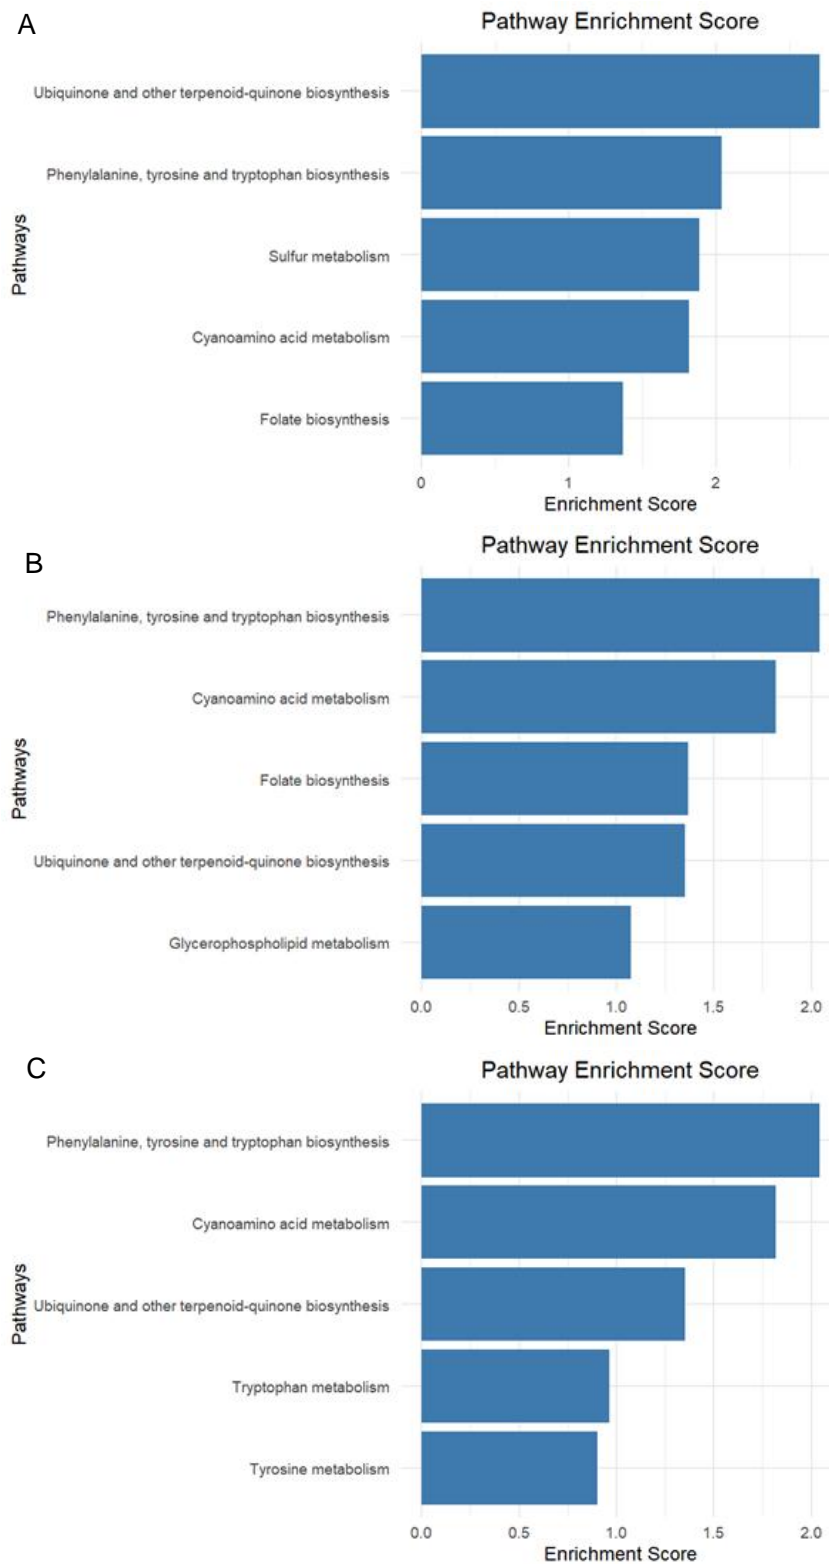 A
Pathway Enrichment Score
Ubiquinone and other terpenoid-quinone biosynthesis
Phenylalanine, tyrosine and tryptophan biosynthesis
Sulfur metabolism
Cyanoamino acid metabolism
Folate biosynthesis
Pathways
0 1 2
Enrichment Score
B
Pathway Enrichment Score
Phenylalanine, tyrosine and tryptophan biosynthesis
Cyanoamino acid metabolism
Folate biosynthesis
Ubiquinone and other terpenoid-quinone biosynthesis
Glycerophospholipid metabolism
Pathways
0.0 0.5 1.0 1.5 2.0
Enrichment Score
C
Pathway Enrichment Score
Phenylalanine, tyrosine and tryptophan biosynthesis
Cyanoamino acid metabolism
Ubiquinone and other terpenoid-quinone biosynthesis
Tryptophan metabolism
Tyrosine metabolism
Pathways
0.0 0.5 1.0 1.5 2.0
Enrichment Score